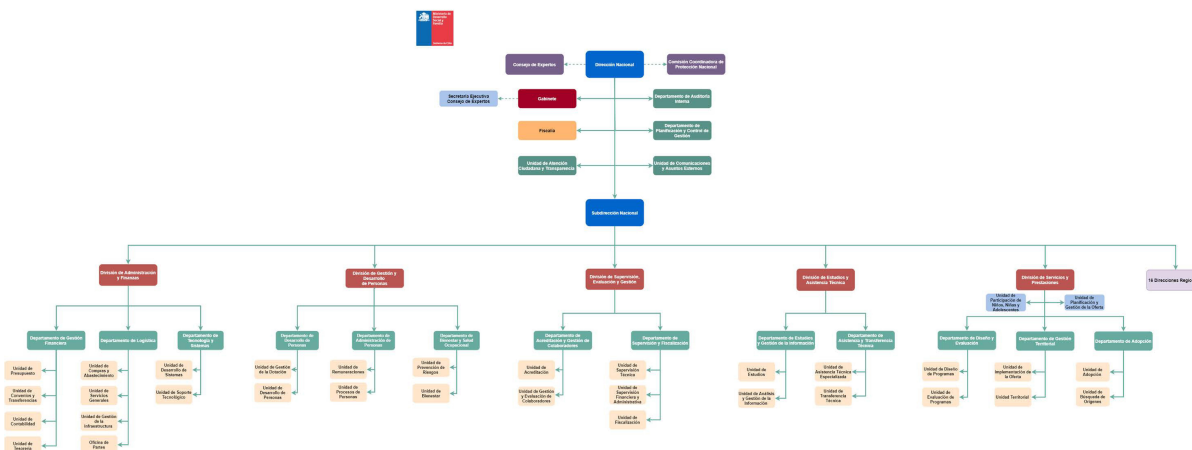 Ministerio de
Desarrollo
Social y
Familia
Consejo de Expertos
Dirección Nacional
Comisión Coordinadora de
Protección Nacional
Secretario Ejecutivo
Consejo de Expertos
Gabinete
Departamento de Auditoría
Interna
Fiscalía
Departamento de
Planificación y Control de
Gestión
Unidad de Atención
Ciudadana y Transparencia
Unidad de Comunicaciones
y Asuntos Externos
Subdirección Nacional
División de Administración
y Finanzas
División de Gestión y
Desarrollo
de Personas
División de Supervisión,
Evaluación y Gestión
División de Estudios y
Asistencia Técnica
División de Servicios y
Prestaciones
16 Direcciones Regio
Unidad de
Participación de
Niños, Niñas y
Adolescentes
Unidad de
Planificación y
Gestión de la Oferta
Departamento de Gestión
Financiera
Departamento de Logística
Departamento de
Tecnología y
Sistemas
Departamento de
Desarrollo de
Personas
Departamento de
Administración de
Personas
Departamento de
Bienestar y Salud
Ocupacional
Departamento de
Acreditación y Gestión de
Colaboradores
Departamento de
Supervisión y Fiscalización
Departamento de Estudios
y Gestión de la Información
Departamento de
Asistencia y Transferencia
Técnica
Departamento de Diseño y
Evaluación
Departamento de Gestión
Territorial
Departamento de Adopción
Unidad de
Presupuesto
Unidad de
Compras y
Abastecimiento
Unidad de
Desarrollo de
Sistemas
Unidad de Gestión
de la Dotación
Unidad de
Remuneraciones
Unidad de
Prevención de
Riesgos
Unidad de
Acreditación
Unidad de
Supervisión
Técnica
Unidad de
Estudios
Unidad de
Asistencia Técnica
Especializada
Unidad de Diseño
de Programas
Unidad de
Implementación de
la Oferta
Unidad de
Adopción
Unidad de
Convenios y
Transferencias
Unidad de
Servicios
Generales
Unidad de Soporte
Tecnológico
Unidad de
Desarrollo de
Personas
Unidad de
Procesos de
Personas
Unidad de
Bienestar
Unidad de Gestión
y Evaluación de
Colaboradores
Unidad de
Supervisión
Financiera y
Administrativa
Unidad de Análisis
y Gestión de la
Información
Unidad de
Transferencia
Técnica
Unidad de
Evaluación de
Programas
Unidad Territorial
Unidad de
Búsqueda de
Orígenes
Unidad de
Contabilidad
Unidad de Gestión
de la
Infraestructura
Unidad de
Fiscalización
Unidad de
Tesorería
Oficina de
Partes